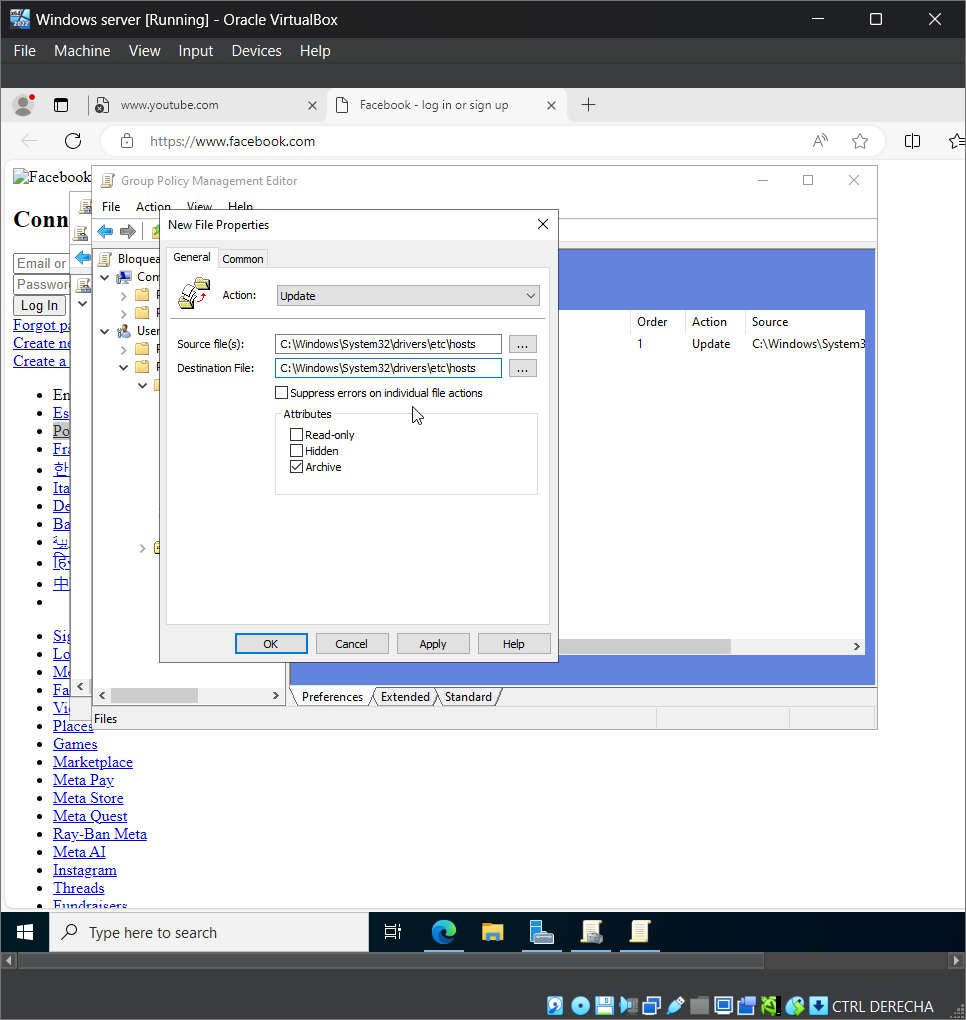 Windows server [Running] - Oracle VirtualBox
File Machine View Input Devices Help
www.youtube.com
Facebook - log in or sign up
https://www.facebook.com
Facebook
Group Policy Management Editor
File Action View Help
Conn
Email or
Password
Log In
Forgot pa
Create ne
Create a
En
Es
Po
Fra
한
Ita
De
Ba
हिन
中
Sig
Lo
Me
Fa
Vi
Places
Games
Marketplace
Meta Pay
Meta Store
Meta Quest
Ray-Ban Meta
Meta AI
Instagram
Threads
Fundraisers
Bloquea
Com
P
P
User
P
P
New File Properties
General Common
Action: Update
Source file(s): C:\Windows\System32\drivers\etc\hosts ...
Destination File: C:\Windows\System32\drivers\etc\hosts ...
Suppress errors on individual file actions
Attributes
Read-only
Hidden
Archive
OK Cancel Apply Help
Order Action Source
1 Update C:\Windows\System3
Preferences Extended Standard
Files
Type here to search
CTRL DERECHA